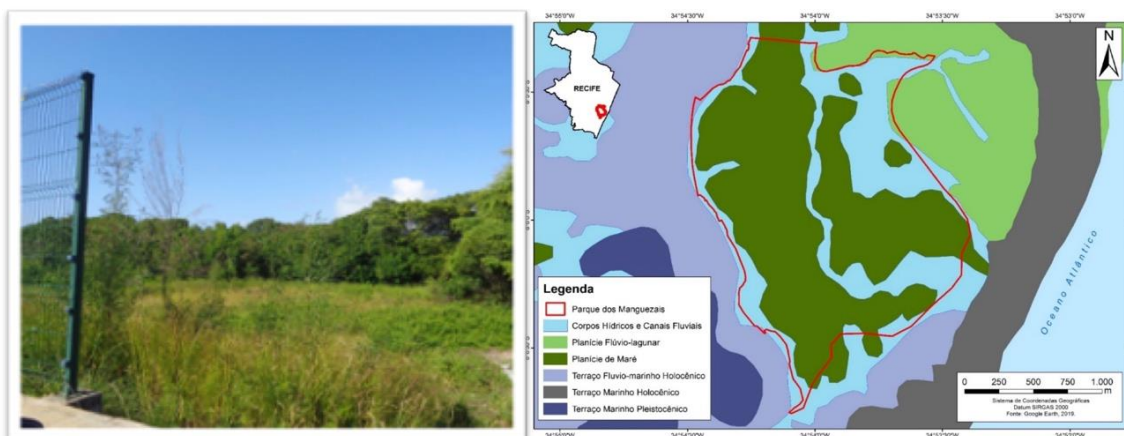 34°55'0"W 34°54'30"W 34°54'0"W 34°53'30"W 34°53'0"W
N
RECIFE
Oceano Atlântico
Legenda
Parque dos Manguezais
Corpos Hídricos e Canais Fluviais
Planície Flúvio-lagunar
Planície de Maré
Terraço Fluvio-marinho Holocênico
Terraço Marinho Holocênico
Terraço Marinho Pleistocênico
0 250 500 750 1.000
m
Sistema de Coordenadas Geográficas
Datum SIRGAS 2000
Fonte: Google Earth, 2019.